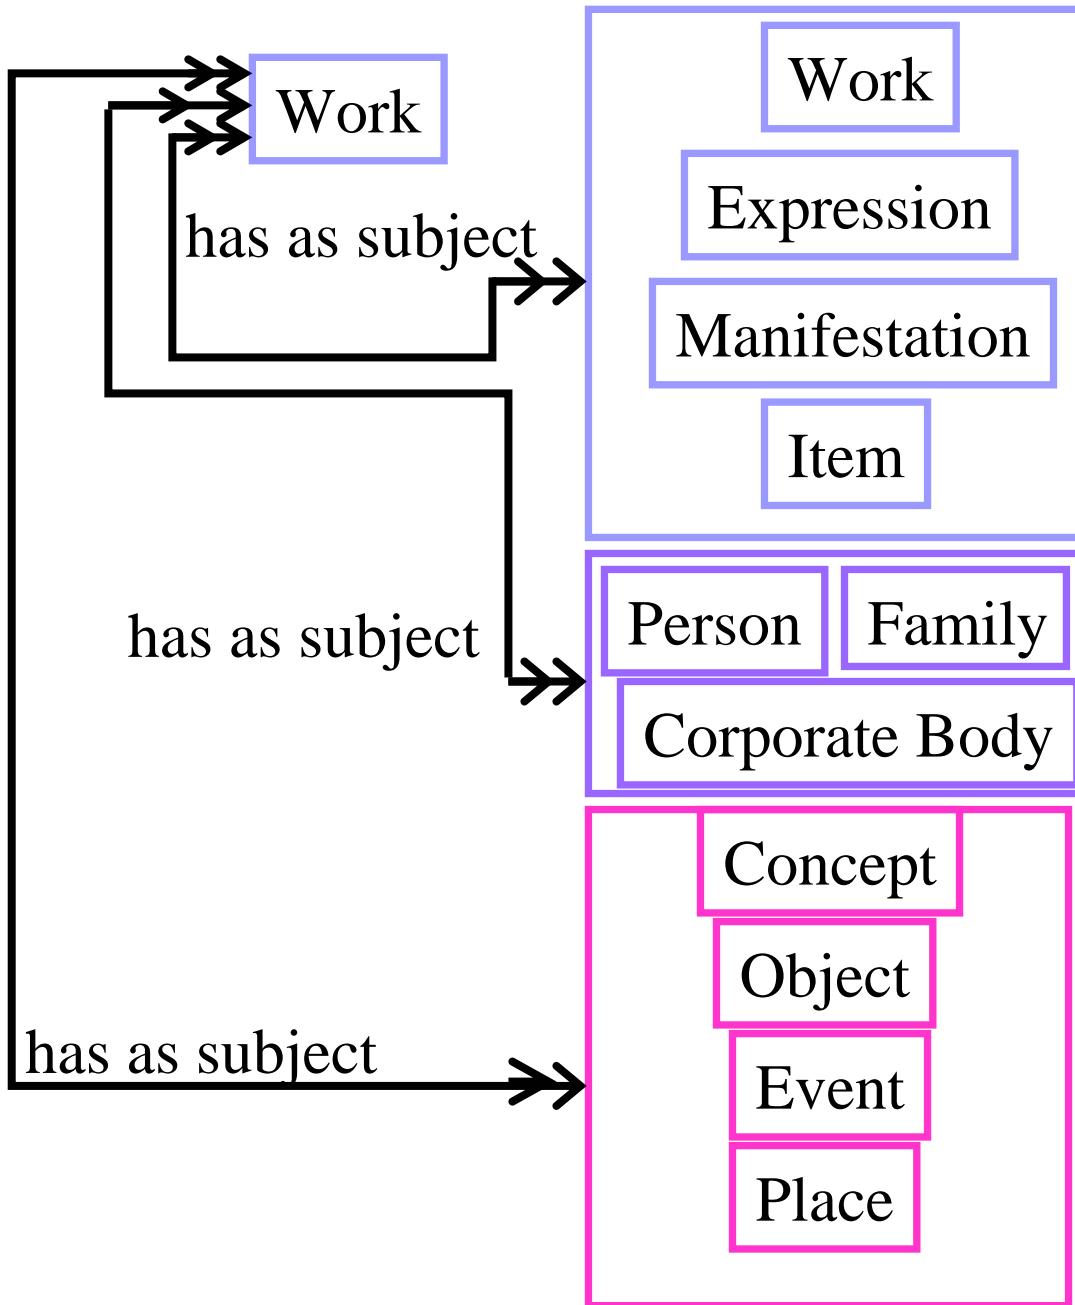 Work
Work
Expression
has as subject
Manifestation
Item
Person Family
has as subject
Corporate Body
Concept
Object
has as subject
Event
Place